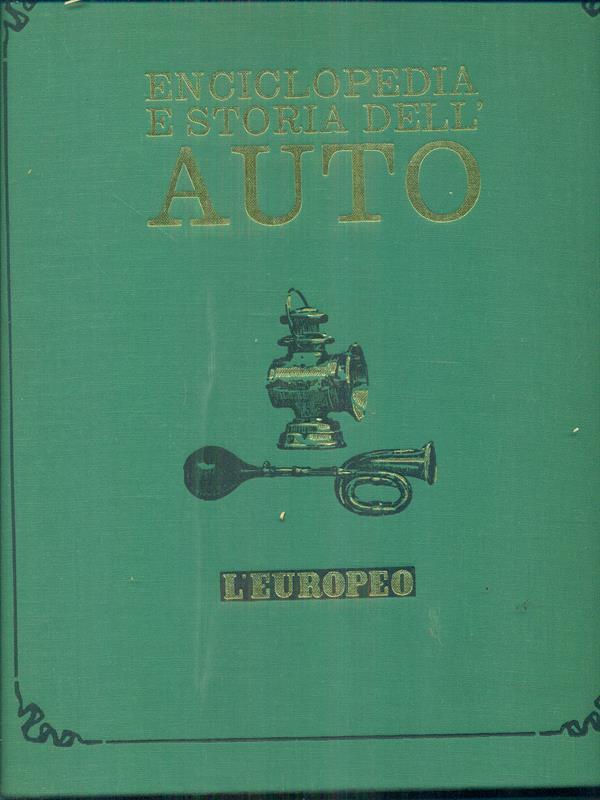 ENCICLOPEDIA
E STORIA DELL'
AUTO
L'EUROPEO